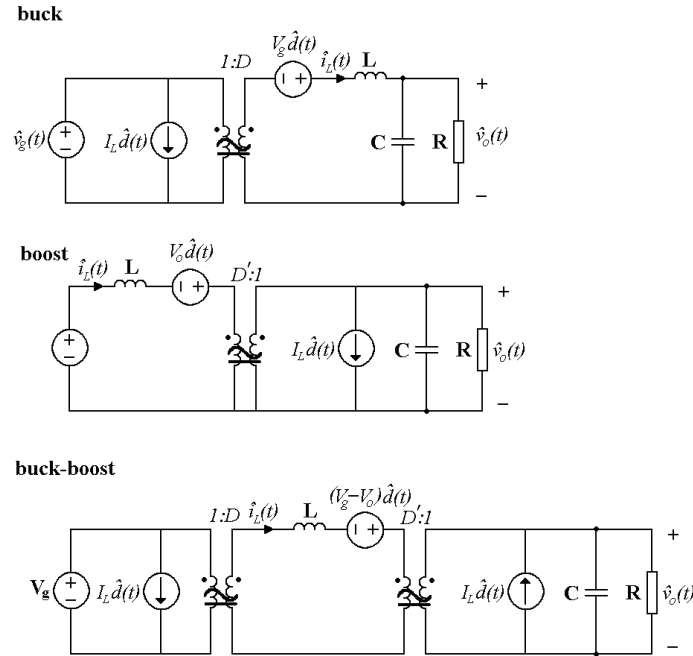 buck
V_g d̂(t)
1:D
î_L(t)
L
+
v̂_g(t)
+
−
I_L d̂(t)
− +
C
R
v̂_o(t)
−
boost
V_o d̂(t)
î_L(t)
L
D':1
− +
+
+
−
I_L d̂(t)
C
R
v̂_o(t)
−
buck-boost
(V_g−V_o)d̂(t)
1:D
î_L(t)
L
D':1
− +
+
V_g
+
−
I_L d̂(t)
I_L d̂(t)
C
R
v̂_o(t)
−